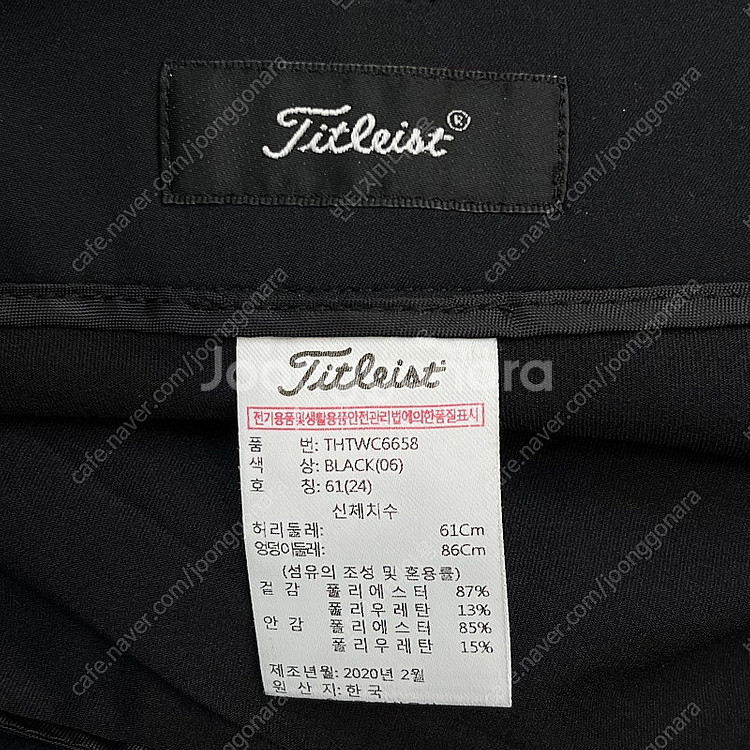 Titleist®
Titleist
Joonggonara
전기용품및생활용품안전관리법에의한품질표시
품 번: THTWC6658
색 상: BLACK(06)
호 칭: 61(24)
신체치수
허리둘레: 61Cm
엉덩이둘레: 86Cm
(섬유의 조성 및 혼용률)
겉 감 폴리에스터 87%
폴리우레탄 13%
안 감 폴리에스터 85%
폴리우레탄 15%
제조년월: 2020년 2월
원 산 지: 한 국
cafe.naver.com/joonggonara